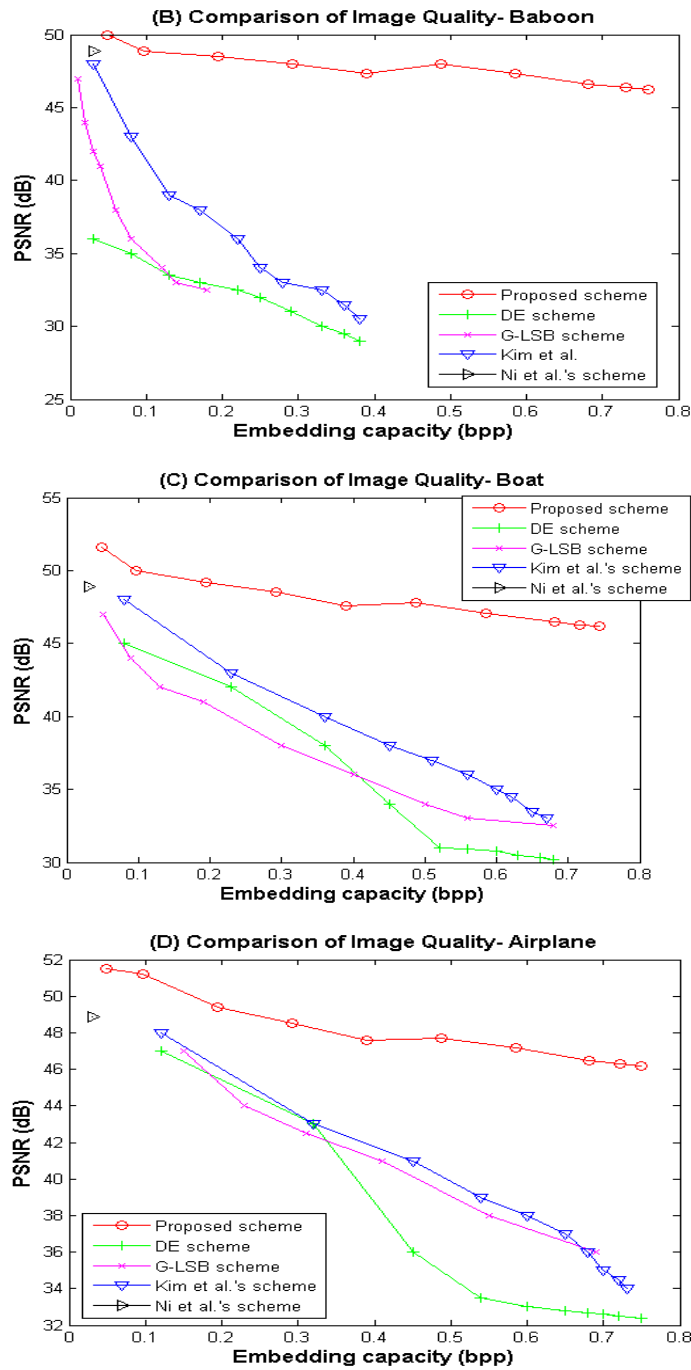 (B) Comparison of Image Quality- Baboon
50
45
40
35
30
25
PSNR (dB)
Proposed scheme
DE scheme
G-LSB scheme
Kim et al.
Ni et al.'s scheme
0 0.1 0.2 0.3 0.4 0.5 0.6 0.7 0.8
Embedding capacity (bpp)
(C) Comparison of Image Quality- Boat
55
50
45
40
35
30
PSNR (dB)
Proposed scheme
DE scheme
G-LSB scheme
Kim et al.'s scheme
Ni et al.'s scheme
0 0.1 0.2 0.3 0.4 0.5 0.6 0.7 0.8
Embedding capacity (bpp)
(D) Comparison of Image Quality- Airplane
52
50
48
46
44
42
40
38
36
34
32
PSNR (dB)
Proposed scheme
DE scheme
G-LSB scheme
Kim et al.'s scheme
Ni et al.'s scheme
0 0.1 0.2 0.3 0.4 0.5 0.6 0.7 0.8
Embedding capacity (bpp)